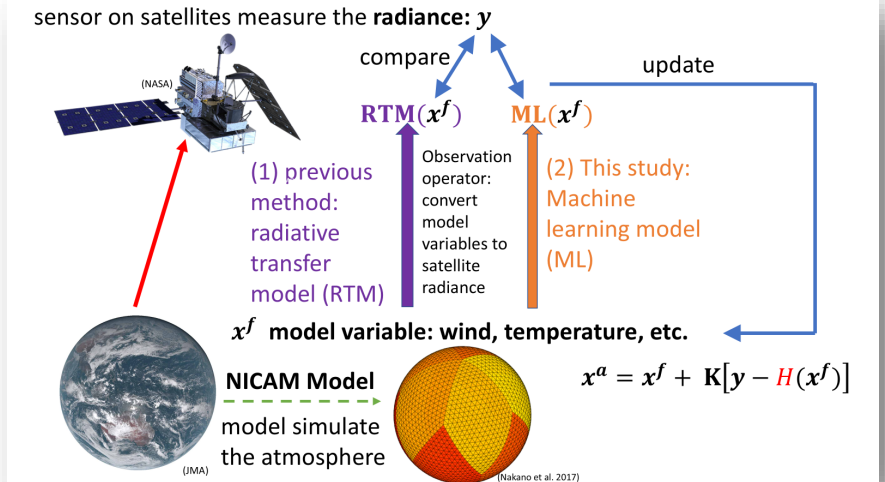 sensor on satellites measure the radiance: y
(NASA)
compare
update
RTM(x^f)
ML(x^f)
(1) previous
method:
radiative
transfer
model (RTM)
Observation
operator:
convert
model
variables to
satellite
radiance
(2) This study:
Machine
learning model
(ML)
x^f model variable: wind, temperature, etc.
NICAM Model
model simulate
the atmosphere
(JMA)
(Nakano et al. 2017)
x^a = x^f + K[y − H(x^f)]